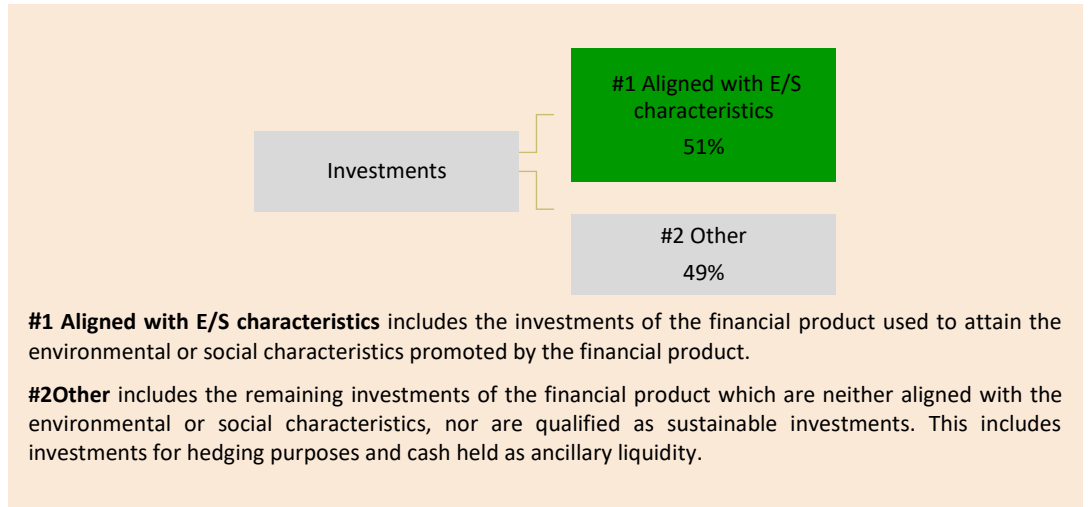 #1 Aligned with E/S
characteristics
51%
Investments
#2 Other
49%
#1 Aligned with E/S characteristics includes the investments of the financial product used to attain the
environmental or social characteristics promoted by the financial product.
#2Other includes the remaining investments of the financial product which are neither aligned with the
environmental or social characteristics, nor are qualified as sustainable investments. This includes
investments for hedging purposes and cash held as ancillary liquidity.